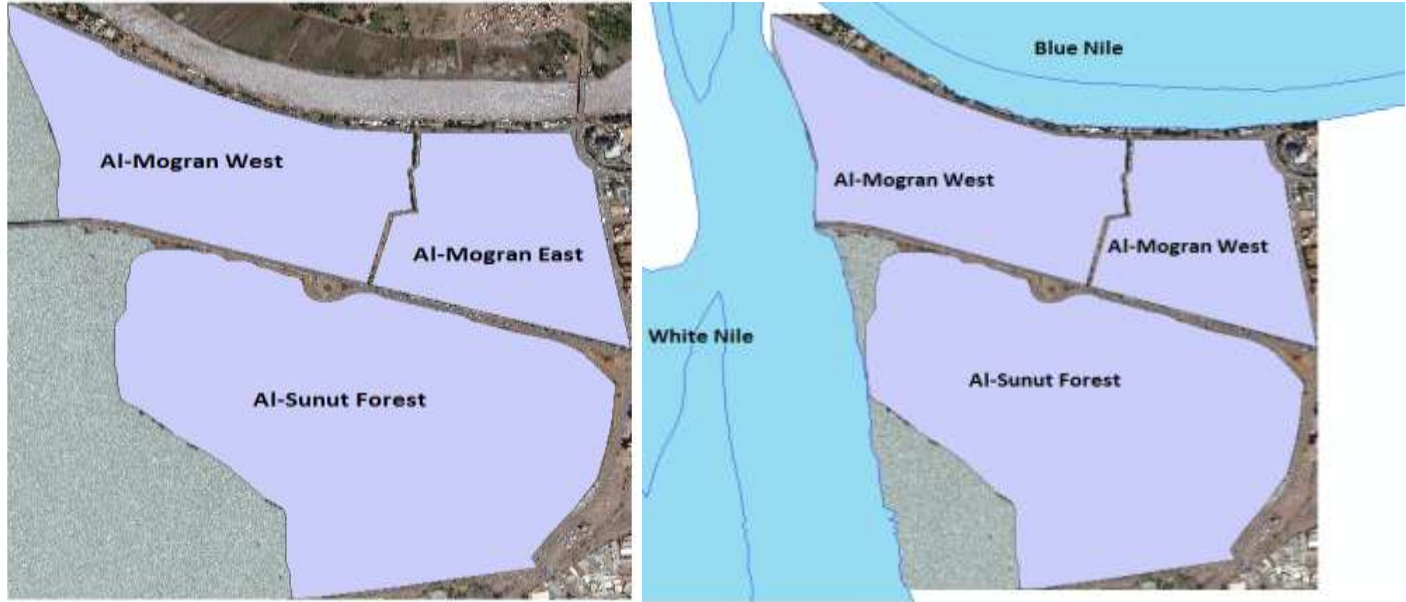 Al-Mogran West
Al-Mogran East
Al-Sunut Forest
Blue Nile
Al-Mogran West
Al-Mogran West
White Nile
Al-Sunut Forest